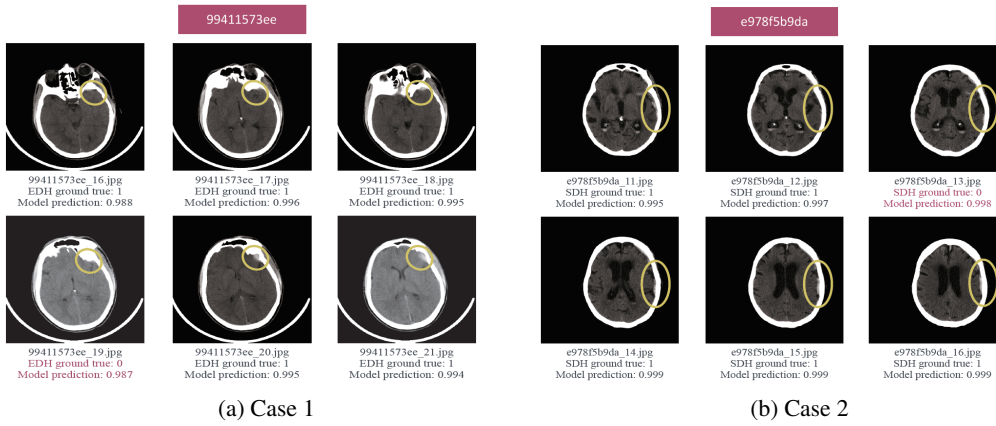 99411573ee
99411573ee_16.jpg
EDH ground true: 1
Model prediction: 0.988
99411573ee_17.jpg
EDH ground true: 1
Model prediction: 0.996
99411573ee_18.jpg
EDH ground true: 1
Model prediction: 0.995
99411573ee_19.jpg
EDH ground true: 0
Model prediction: 0.987
99411573ee_20.jpg
EDH ground true: 1
Model prediction: 0.995
99411573ee_21.jpg
EDH ground true: 1
Model prediction: 0.994
(a) Case 1
e978f5b9da
e978f5b9da_11.jpg
SDH ground true: 1
Model prediction: 0.995
e978f5b9da_12.jpg
SDH ground true: 1
Model prediction: 0.997
e978f5b9da_13.jpg
SDH ground true: 0
Model prediction: 0.998
e978f5b9da_14.jpg
SDH ground true: 1
Model prediction: 0.999
e978f5b9da_15.jpg
SDH ground true: 1
Model prediction: 0.999
e978f5b9da_16.jpg
SDH ground true: 1
Model prediction: 0.999
(b) Case 2